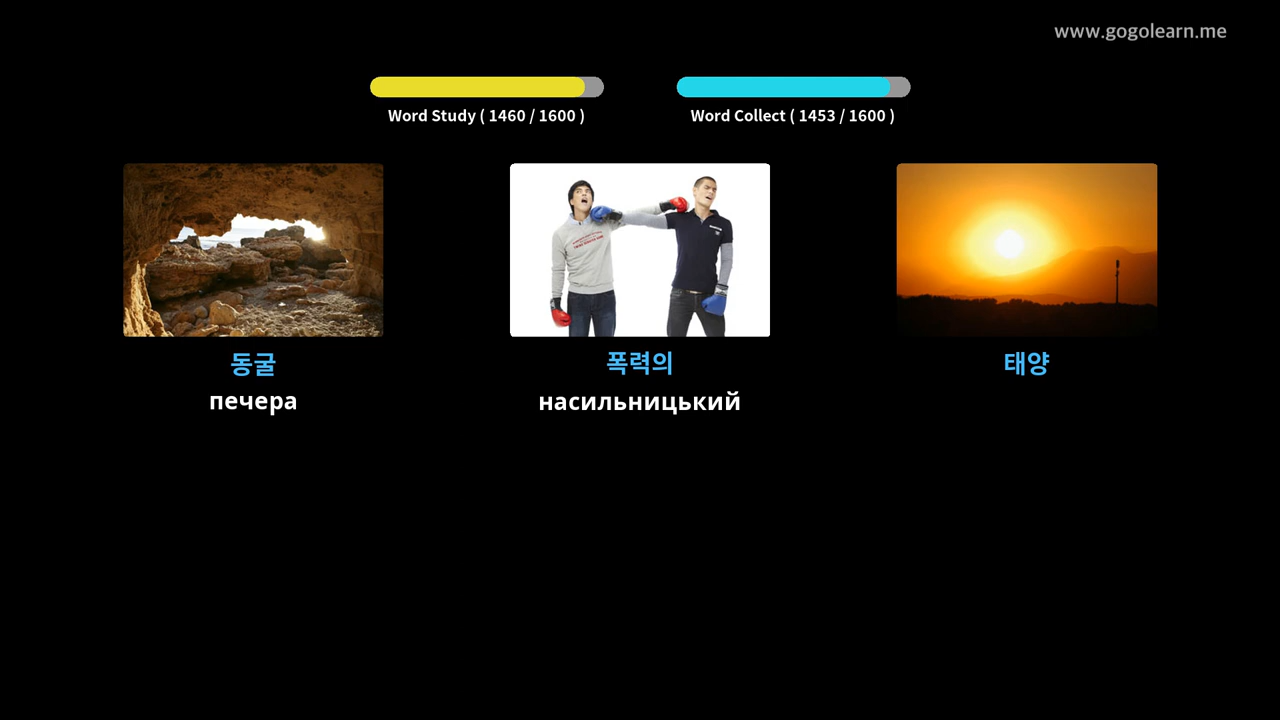 www.gogolearn.me
Word Study ( 1460 / 1600 )
Word Collect ( 1453 / 1600 )
동굴
폭력의
태양
печера
насильницький